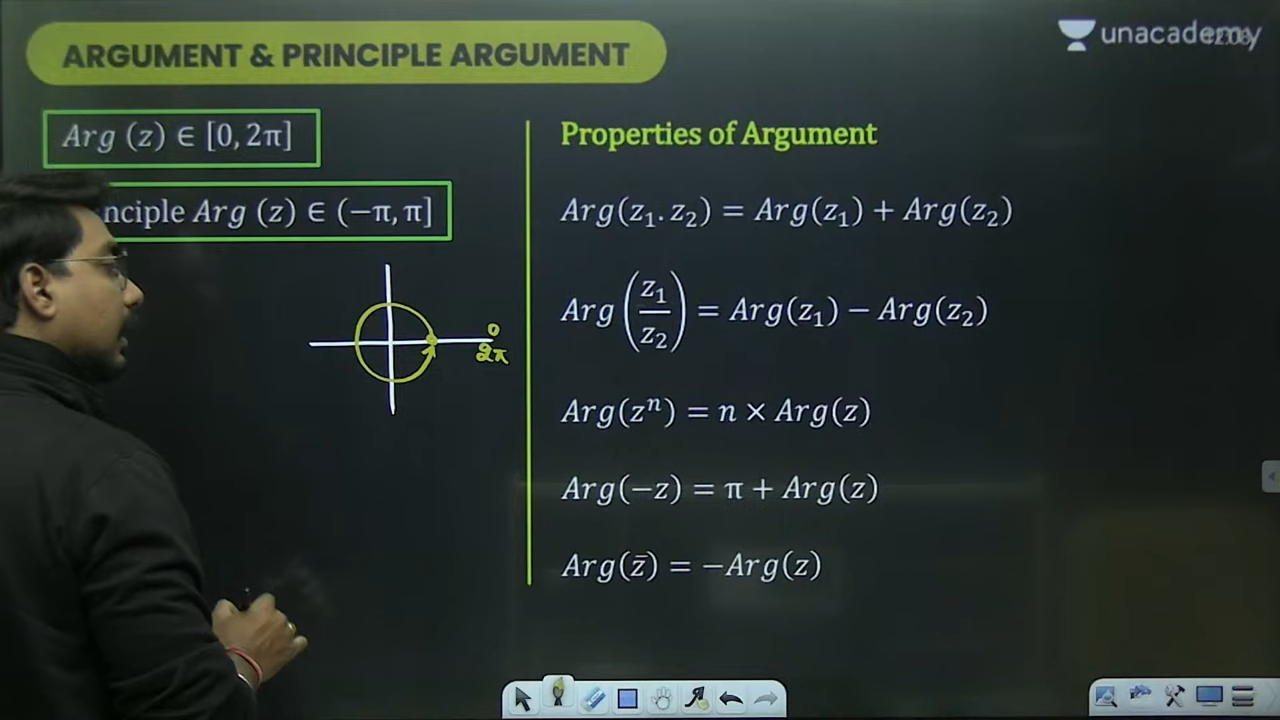 ARGUMENT & PRINCIPLE ARGUMENT
unacademy
Arg (z) ∈ [0, 2π]
nciple Arg (z) ∈ (−π, π]
0
2π
Properties of Argument
Arg(z₁. z₂) = Arg(z₁) + Arg(z₂)
Arg(z₁/z₂) = Arg(z₁) − Arg(z₂)
Arg(zⁿ) = n × Arg(z)
Arg(−z) = π + Arg(z)
Arg(z̄) = −Arg(z)